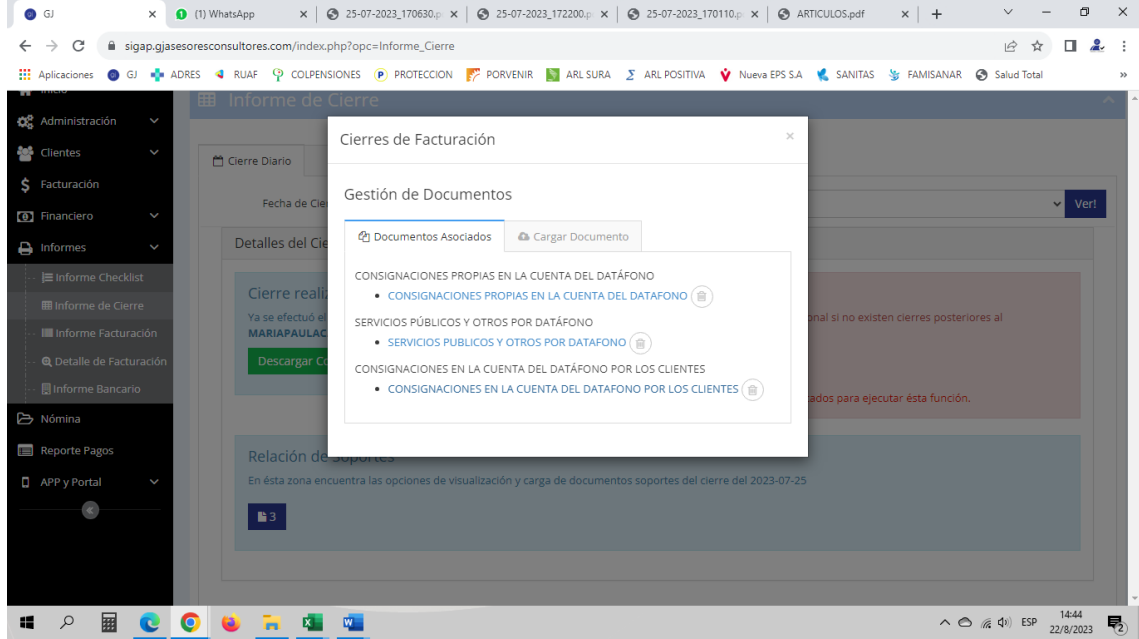 GJ
(1) WhatsApp
25-07-2023_170630.p
25-07-2023_172200.p
25-07-2023_170110.p
ARTICULOS.pdf
sigap.gjasesoresconsultores.com/index.php?opc=Informe_Cierre
Aplicaciones GJ ADRES RUAF COLPENSIONES PROTECCION PORVENIR ARL SURA ARL POSITIVA Nueva EPS S.A SANITAS FAMISANAR Salud Total
Inicio
Administración
Clientes
Facturación
Financiero
Informes
Informe Checklist
Informe de Cierre
Informe Facturación
Detalle de Facturación
Informe Bancario
Nómina
Reporte Pagos
APP y Portal
Informe de Cierre
Cierre Diario
Fecha de Cie
Ver!
Detalles del Cie
Cierre realiz
Ya se efectuó el
MARIAPAULAC
Descargar Co
onal si no existen cierres posteriores al
ados para ejecutar ésta función.
Cierres de Facturación
Gestión de Documentos
Documentos Asociados
Cargar Documento
CONSIGNACIONES PROPIAS EN LA CUENTA DEL DATÁFONO
CONSIGNACIONES PROPIAS EN LA CUENTA DEL DATAFONO
SERVICIOS PÚBLICOS Y OTROS POR DATÁFONO
SERVICIOS PUBLICOS Y OTROS POR DATAFONO
CONSIGNACIONES EN LA CUENTA DEL DATÁFONO POR LOS CLIENTES
CONSIGNACIONES EN LA CUENTA DEL DATAFONO POR LOS CLIENTES
Relación de Soportes
En ésta zona encuentra las opciones de visualización y carga de documentos soportes del cierre del 2023-07-25
3
ESP
14:44
22/8/2023
2